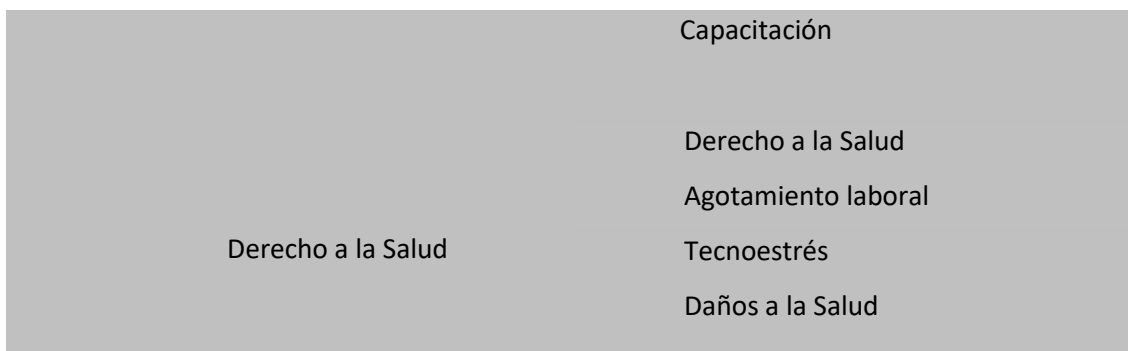 Capacitación
Derecho a la Salud
Agotamiento laboral
Derecho a la Salud
Tecnoestrés
Daños a la Salud